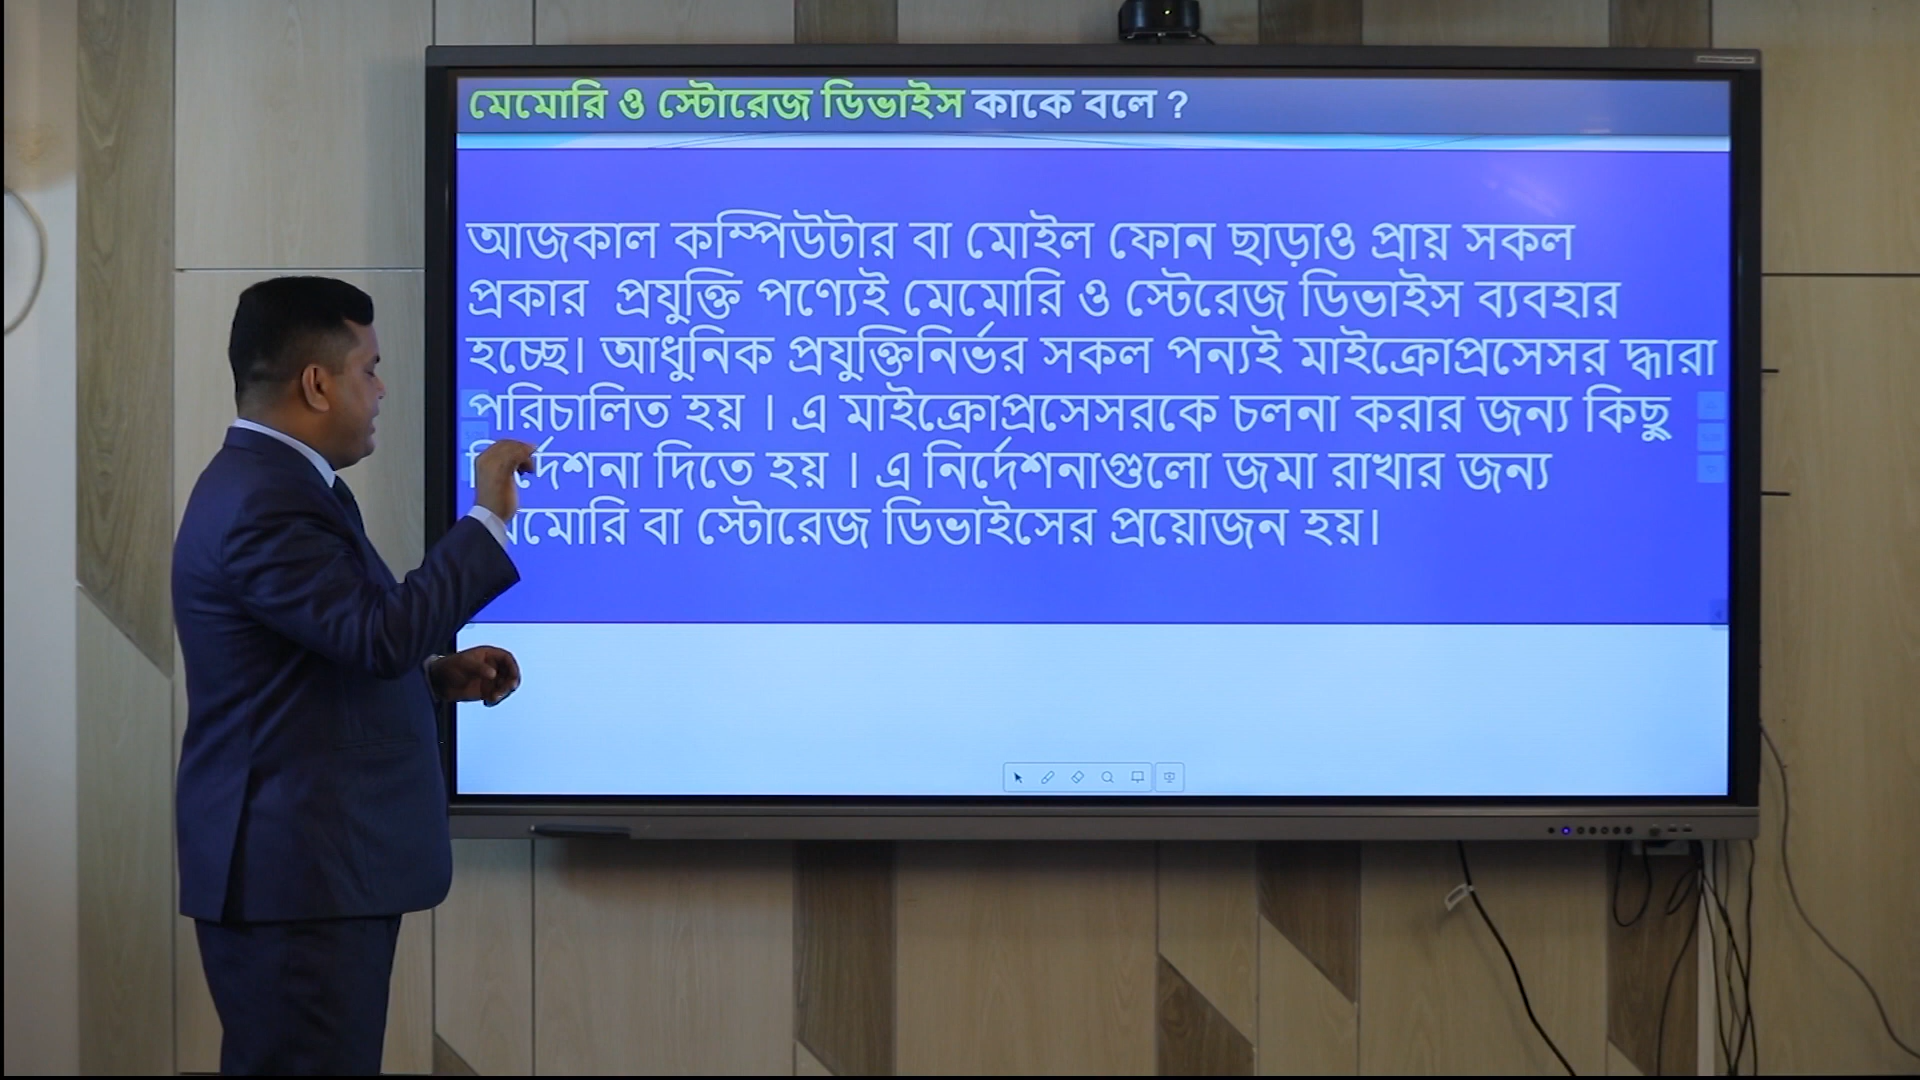 মেমোরি ও স্টোরেজ ডিভাইস কাকে বলে ?
আজকাল কম্পিউটার বা মোইল ফোন ছাড়াও প্রায় সকল
প্রকার প্রযুক্তি পণ্যেই মেমোরি ও স্টেরেজ ডিভাইস ব্যবহার
হচ্ছে। আধুনিক প্রযুক্তিনির্ভর সকল পন্যই মাইক্রোপ্রসেসর দ্ধারা
পরিচালিত হয় । এ মাইক্রোপ্রসেসরকে চলনা করার জন্য কিছু
নির্দেশনা দিতে হয় । এ নির্দেশনাগুলো জমা রাখার জন্য
মেমোরি বা স্টোরেজ ডিভাইসের প্রয়োজন হয়।